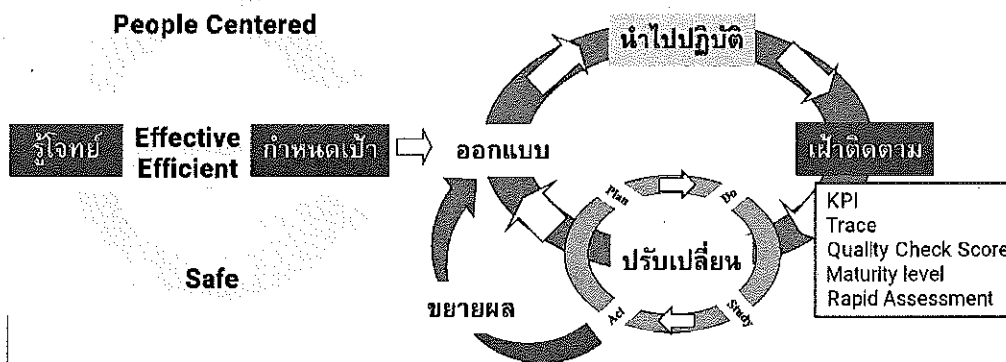 People Centered
รู้โจทย์
Effective
Efficient
กำหนดเป้า
Safe
ออกแบบ
นำไปปฏิบัติ
เฝ้าติดตาม
KPI
Trace
Quality Check Score
Maturity level
Rapid Assessment
Plan
Do
ปรับเปลี่ยน
Act
Study
ขยายผล